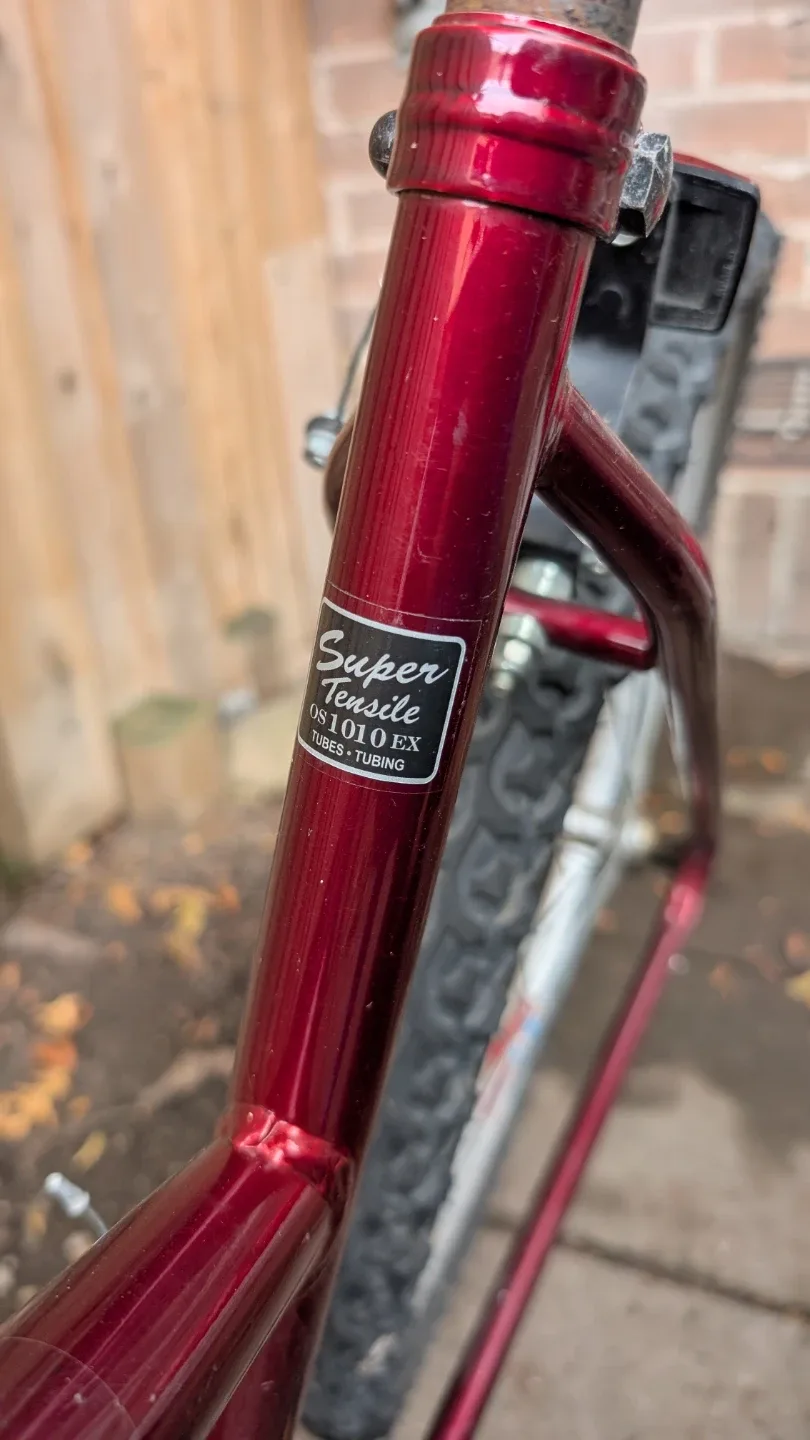 Super
Tensile
OS 1010 EX
TUBES • TUBING